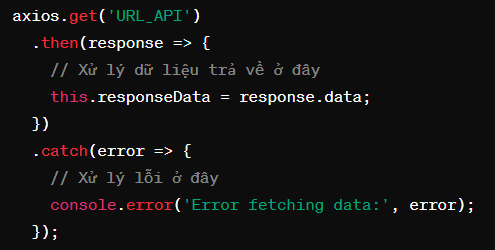 axios.get('URL_API')
.then(response => {
// Xử lý dữ liệu trả về ở đây
this.responseData = response.data;
})
.catch(error => {
// Xử lý lỗi ở đây
console.error('Error fetching data:', error);
});